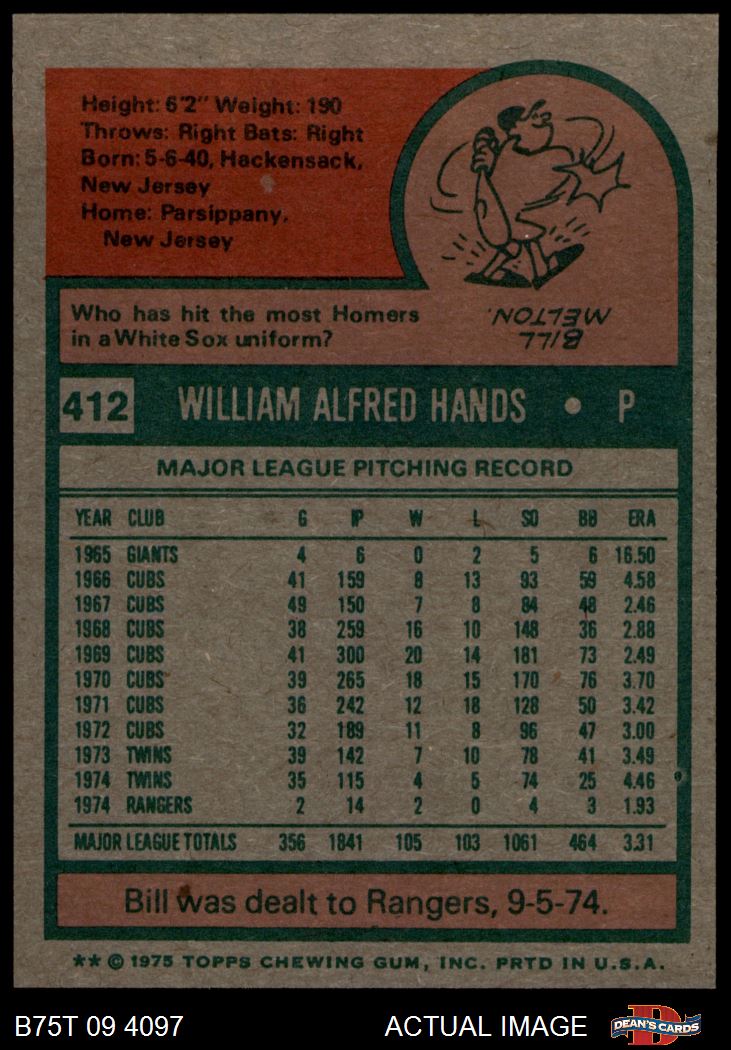 Height: 6'2" Weight: 190
Throws: Right Bats: Right
Born: 5-6-40, Hackensack,
New Jersey
Home: Parsippany,
New Jersey
Who has hit the most Homers
in a White Sox uniform?
BILL
MELTON.
412 WILLIAM ALFRED HANDS • P
MAJOR LEAGUE PITCHING RECORD
YEAR CLUB G IP W L SO BB ERA
1965 GIANTS 4 6 0 2 5 6 16.50
1966 CUBS 41 159 8 13 93 59 4.58
1967 CUBS 49 150 7 8 84 48 2.46
1968 CUBS 38 259 16 10 148 36 2.88
1969 CUBS 41 300 20 14 181 73 2.49
1970 CUBS 39 265 18 15 170 76 3.70
1971 CUBS 36 242 12 18 128 50 3.42
1972 CUBS 32 189 11 8 96 47 3.00
1973 TWINS 39 142 7 10 78 41 3.49
1974 TWINS 35 115 4 5 74 25 4.46
1974 RANGERS 2 14 2 0 4 3 1.93
MAJOR LEAGUE TOTALS 356 1841 105 103 1061 464 3.31
Bill was dealt to Rangers, 9-5-74.
** © 1975 TOPPS CHEWING GUM, INC. PRTD IN U.S.A.
B75T 09 4097 ACTUAL IMAGE DEAN'S CARDS